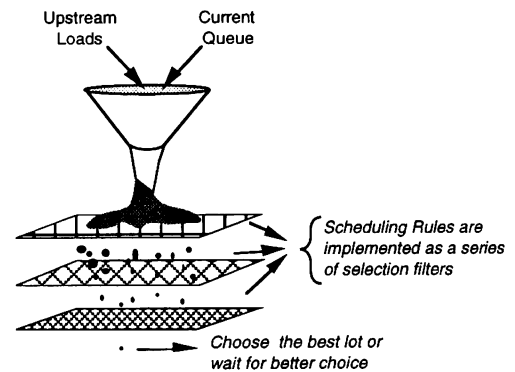 Upstream
Loads
Current
Queue
Scheduling Rules are
implemented as a series
of selection filters
Choose the best lot or
wait for better choice